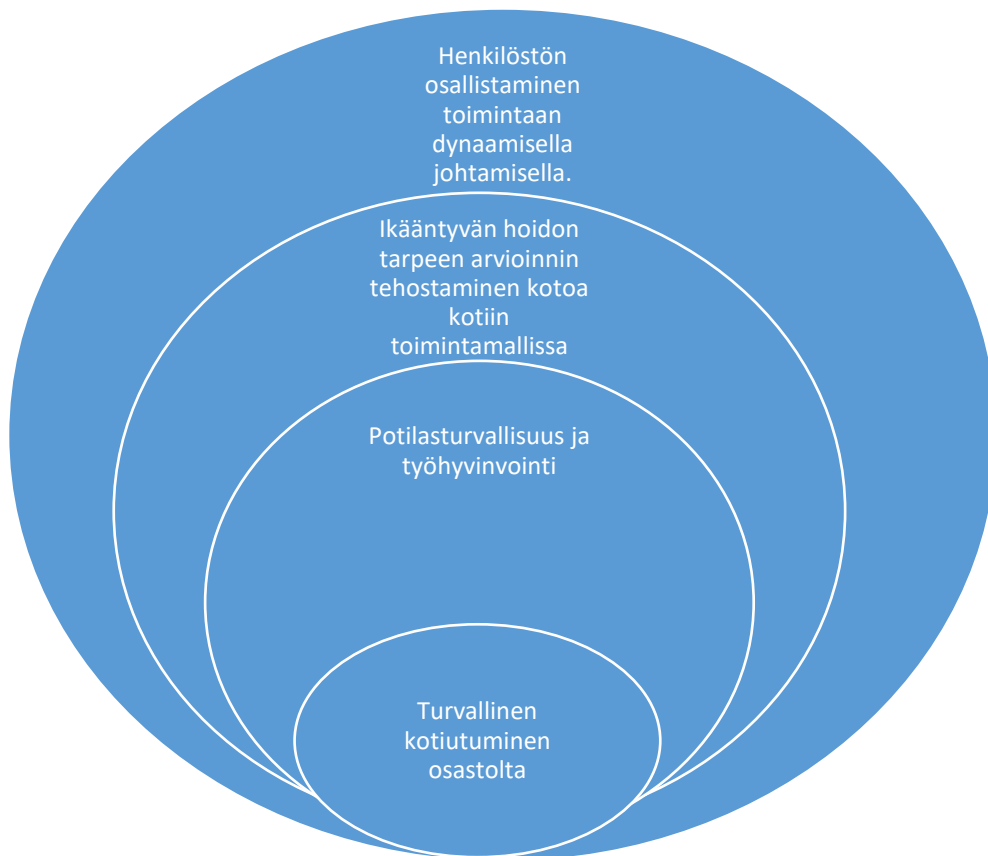 Henkilöstön
osallistaminen
toimintaan
dynaamisella
johtamisella.
Ikääntyvän hoidon
tarpeen arvioinnin
tehostaminen kotoa
kotiin
toimintamallissa
Potilasturvallisuus ja
työhyvinvointi
Turvallinen
kotiutuminen
osastolta